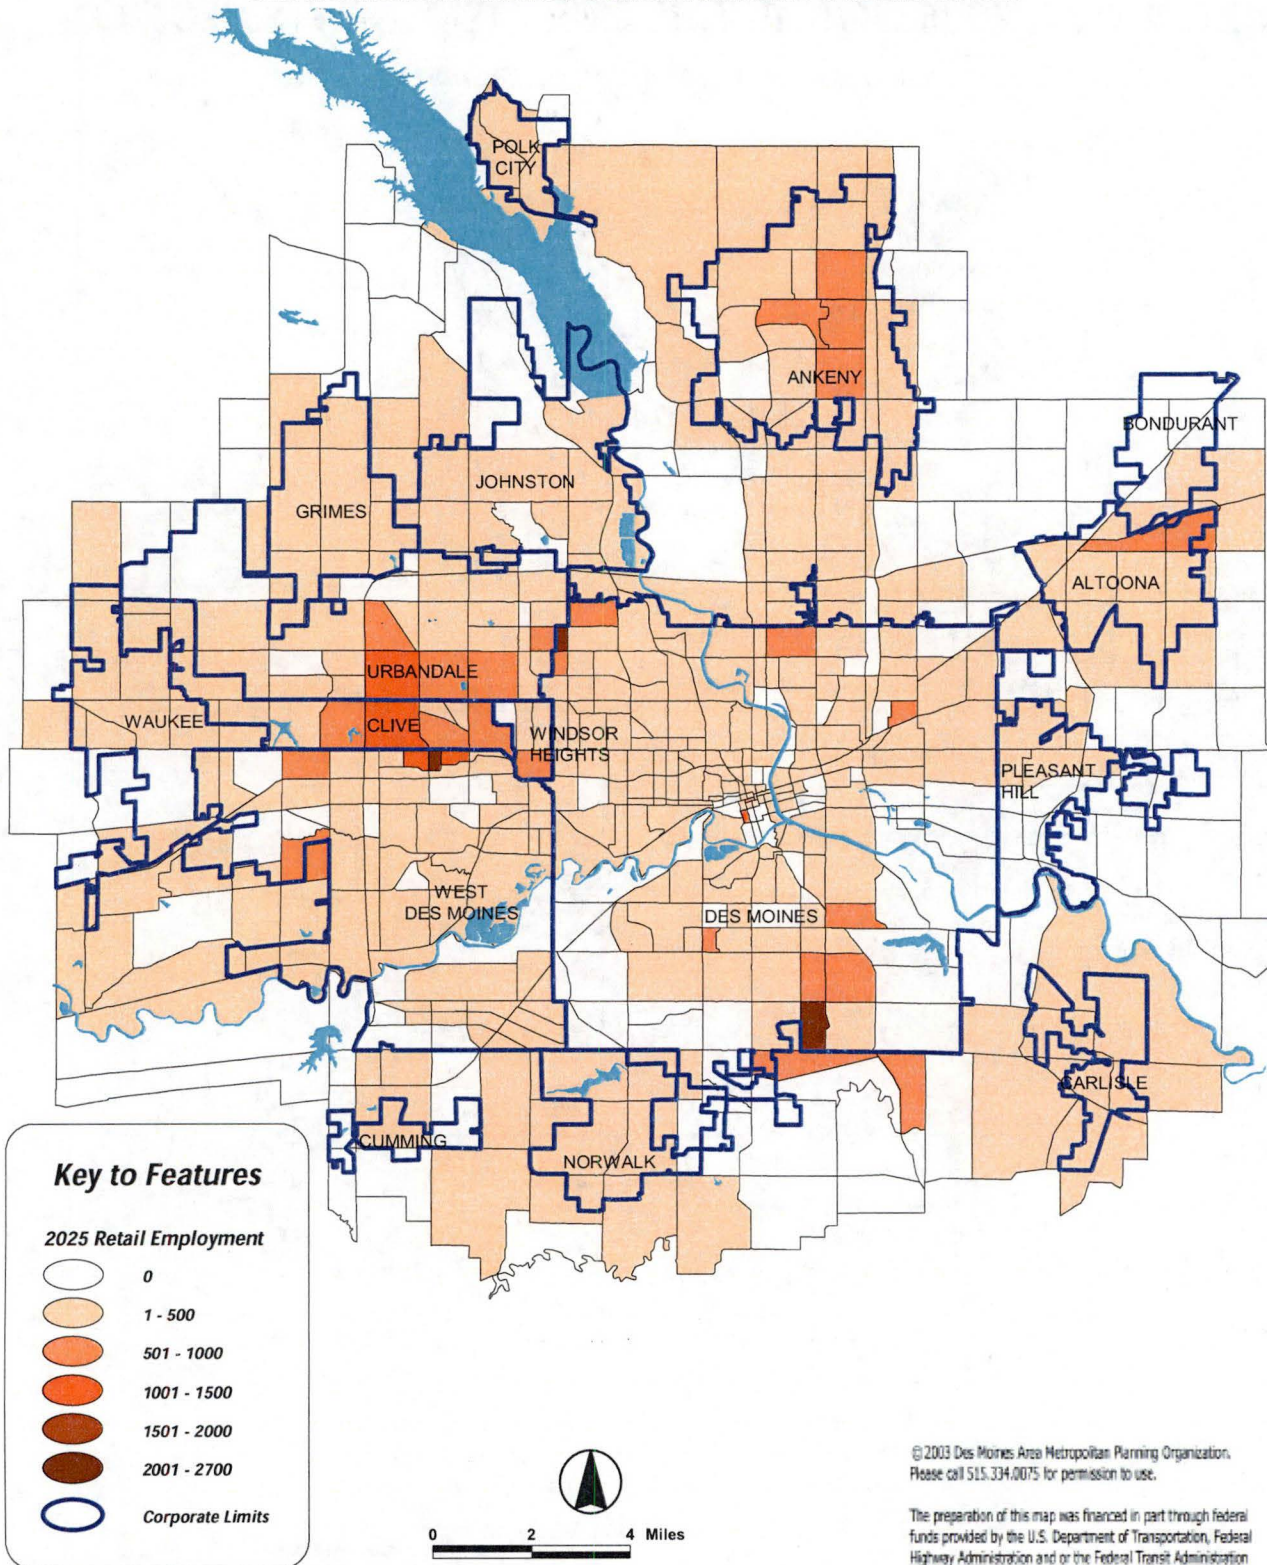 POLK
CITY
ANKENY
BONDURANT
JOHNSTON
GRIMES
ALTOONA
URBANDALE
WAUKEE
CLIVE
WINDSOR
HEIGHTS
PLEASANT
HILL
WEST
DES MOINES
DES MOINES
CARLISLE
CUMMING
NORWALK
Key to Features
2025 Retail Employment
0
1 - 500
501 - 1000
1001 - 1500
1501 - 2000
2001 - 2700
Corporate Limits
0 2 4 Miles
©2003 Des Moines Area Metropolitan Planning Organization.
Please call 515.334.0075 for permission to use.
The preparation of this map was financed in part through federal
funds provided by the U.S. Department of Transportation, Federal
Highway Administration and or the Federal Transit Administration